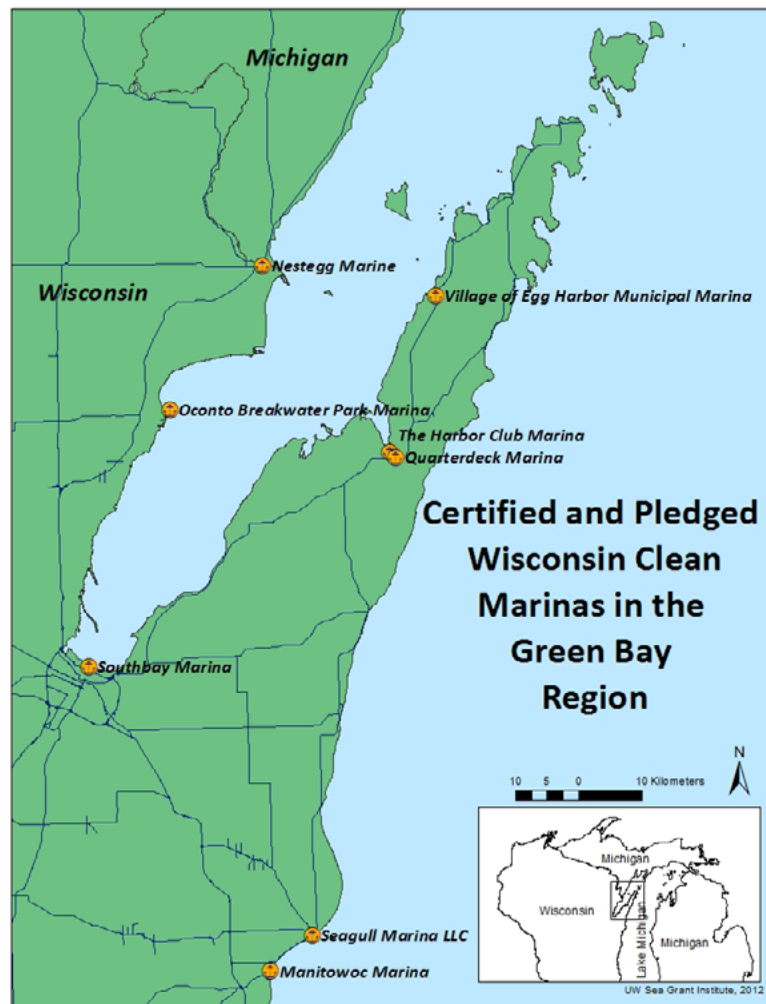 Michigan
Wisconsin
Nestegg Marine
Village of Egg Harbor Municipal Marina
Oconto Breakwater Park Marina
The Harbor Club Marina
Quarterdeck Marina
Certified and Pledged
Wisconsin Clean
Marinas in the
Green Bay
Region
Southbay Marina
N
10 5 0 10 Kilometers
Michigan
Wisconsin
Lake Michigan
Michigan
Seagull Marina LLC
Manitowoc Marina
UW Sea Grant Institute, 2012